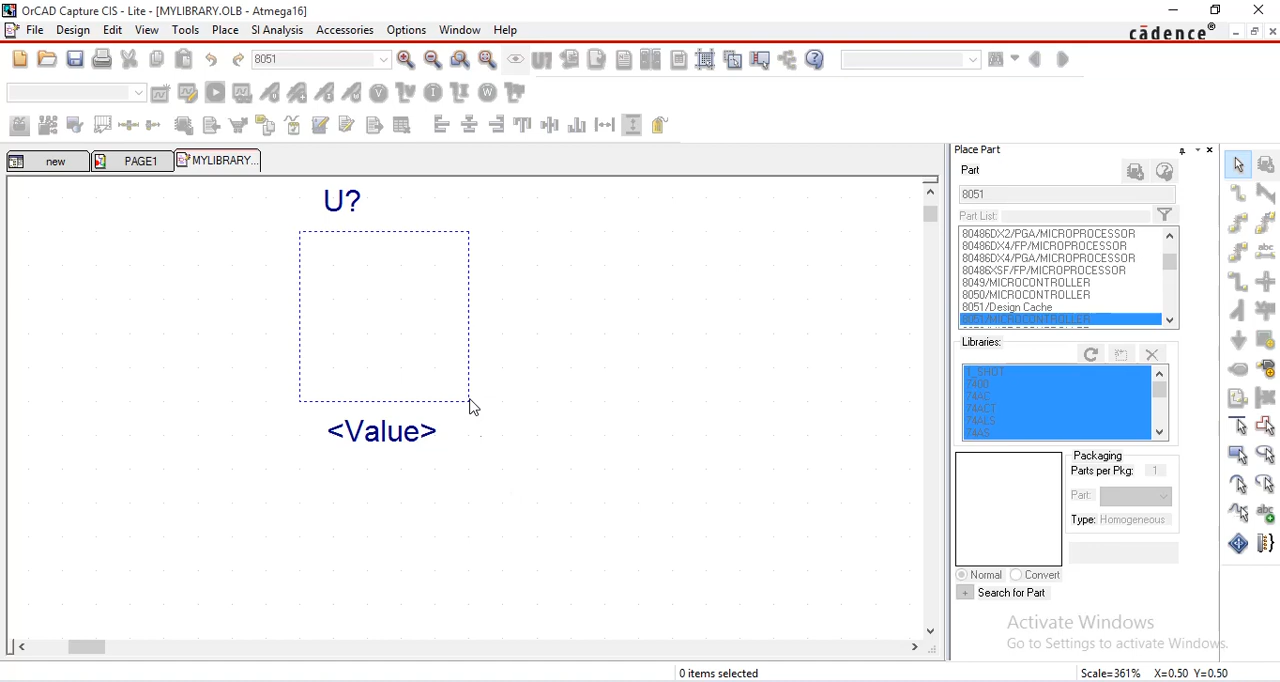 OrCAD Capture CIS - Lite - [MYLIBRARY.OLB - Atmega16]
File Design Edit View Tools Place SI Analysis Accessories Options Window Help
cādence®
8051
new PAGE1 MYLIBRARY...
U?
<Value>
Place Part
Part
8051
Part List:
80486DX2/PGA/MICROPROCESSOR
80486DX4/FP/MICROPROCESSOR
80486DX4/PGA/MICROPROCESSOR
80486XSF/FP/MICROPROCESSOR
8049/MICROCONTROLLER
8050/MICROCONTROLLER
8051/Design Cache
8051/MICROCONTROLLER
Libraries:
1_SHOT
7400
74AC
74ACT
74ALS
74AS
Packaging
Parts per Pkg: 1
Part:
Type: Homogeneous
Normal Convert
+ Search for Part
Activate Windows
Go to Settings to activate Windows.
0 items selected
Scale=361% X=0.50 Y=0.50